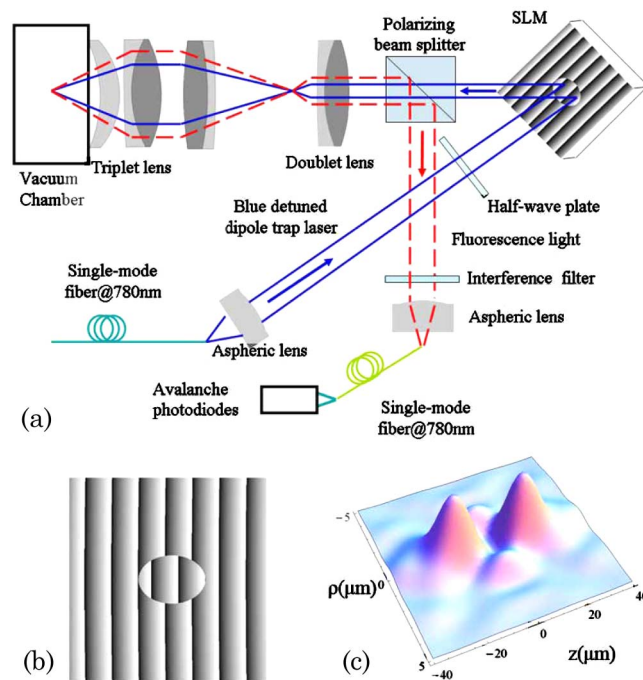 Polarizing
beam splitter
SLM
Triplet lens
Doublet lens
Vacuum
Chamber
Half-wave plate
Blue detuned
dipole trap laser
Fluorescence light
Single-mode
fiber@780nm
Interference filter
Aspheric lens
Aspheric lens
Avalanche
photodiodes
Single-mode
fiber@780nm
(a)
(b)
(c)
-5
ρ(μm)
0
5
-40
-20
0
20
40
z(μm)